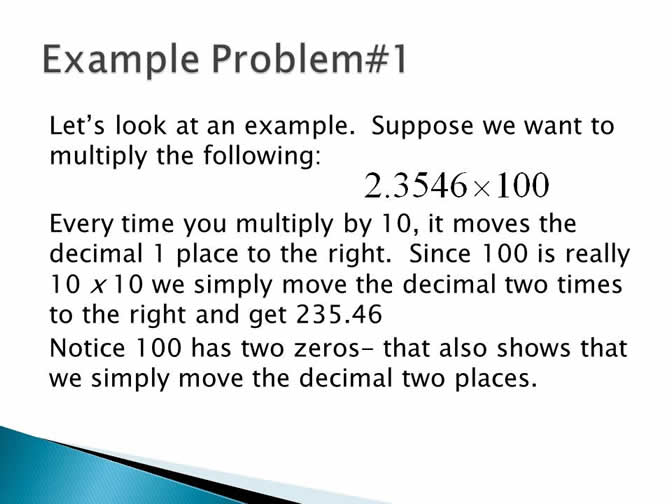 Example Problem#1
Let's look at an example.  Suppose we want to
multiply the following:
2.3546×100
Every time you multiply by 10, it moves the
decimal 1 place to the right.  Since 100 is really
10 x 10 we simply move the decimal two times
to the right and get 235.46
Notice 100 has two zeros- that also shows that
we simply move the decimal two places.